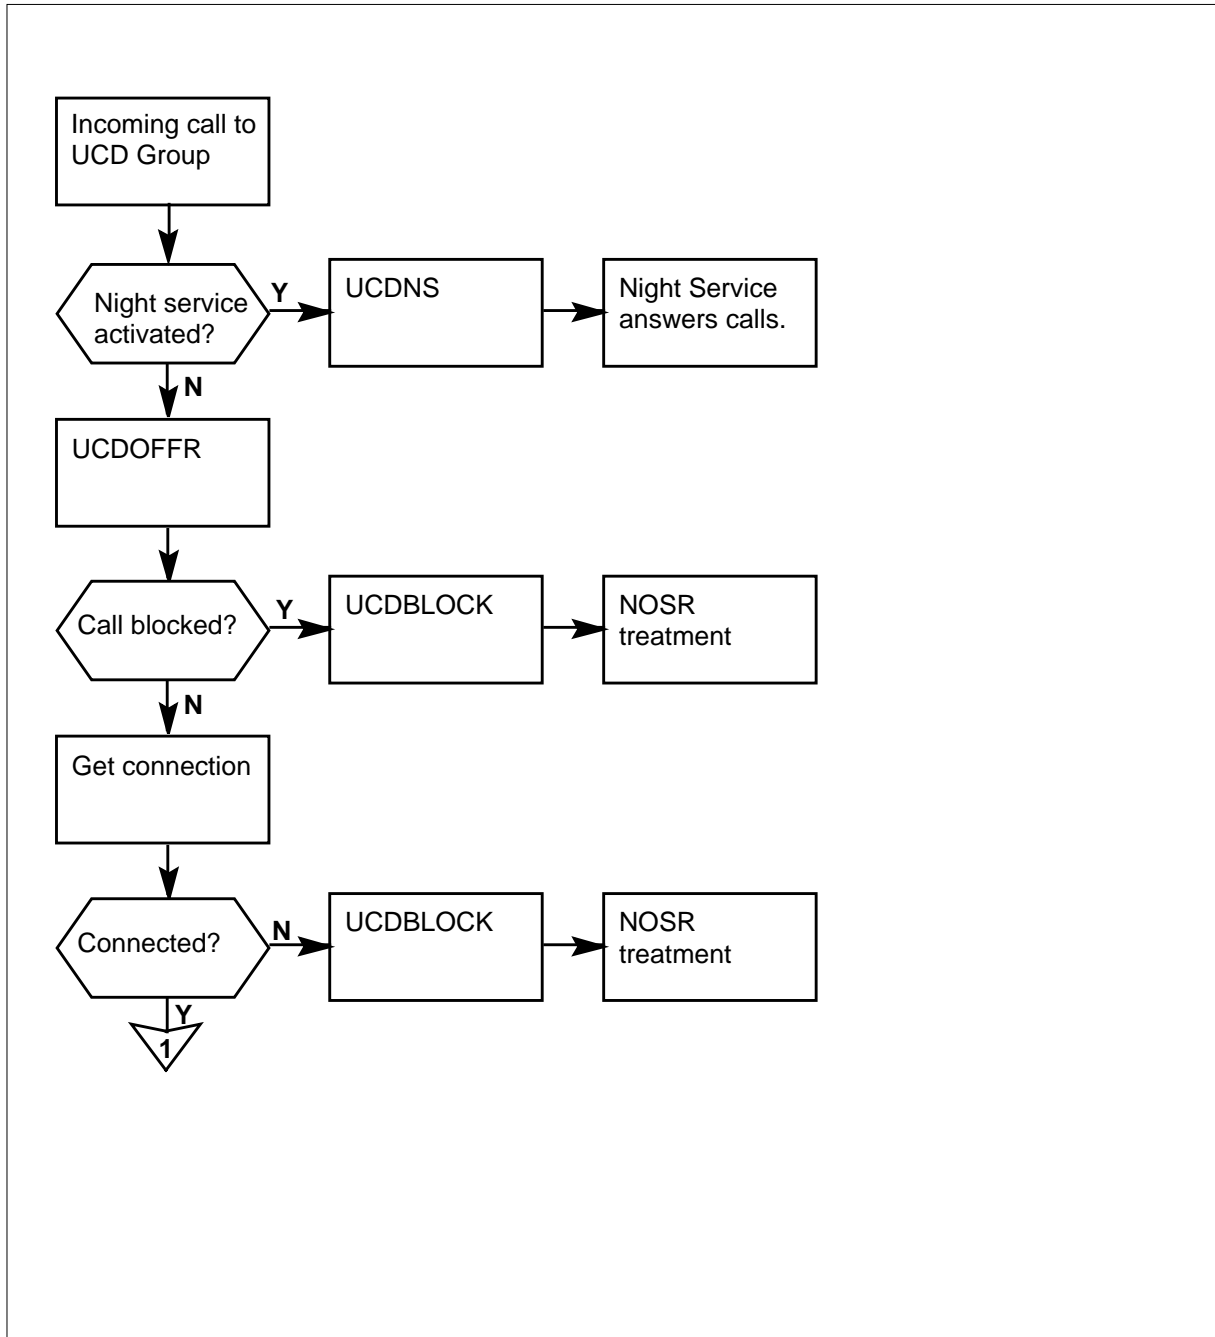 Incoming call to
UCD Group
Night service
activated?
Y
UCDNS
Night Service
answers calls.
N
UCDOFFR
Call blocked?
Y
UCDBLOCK
NOSR
treatment
N
Get connection
Connected?
N
UCDBLOCK
NOSR
treatment
Y
1